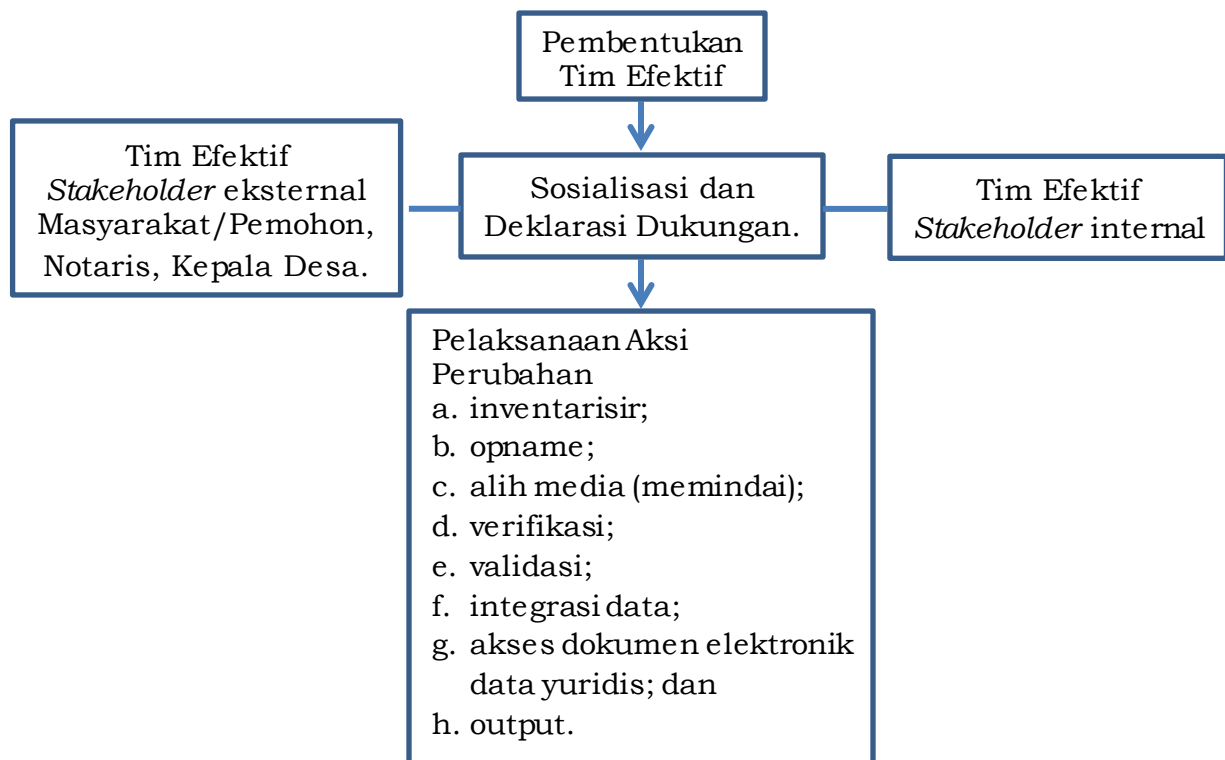 Pembentukan
Tim Efektif
Tim Efektif
Stakeholder eksternal
Masyarakat/Pemohon,
Notaris, Kepala Desa.
Sosialisasi dan
Deklarasi Dukungan.
Tim Efektif
Stakeholder internal
Pelaksanaan Aksi
Perubahan
a. inventarisir;
b. opname;
c. alih media (memindai);
d. verifikasi;
e. validasi;
f. integrasi data;
g. akses dokumen elektronik
data yuridis; dan
h. output.